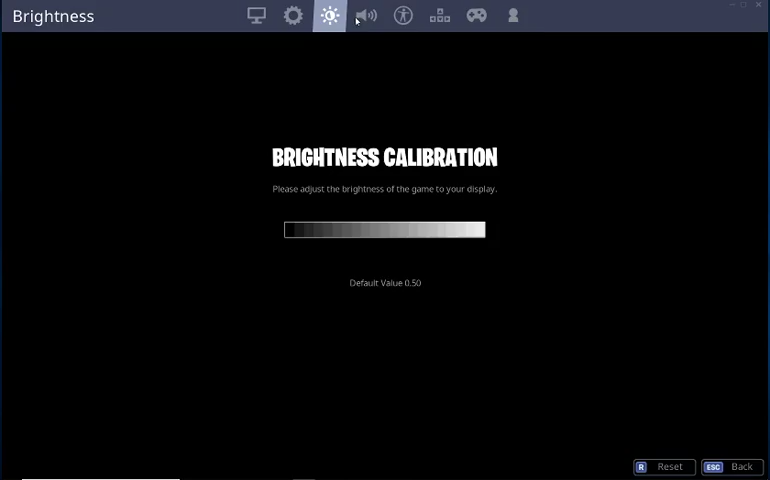 Brightness
BRIGHTNESS CALIBRATION
Please adjust the brightness of the game to your display.
Default Value 0.50
R Reset ESC Back